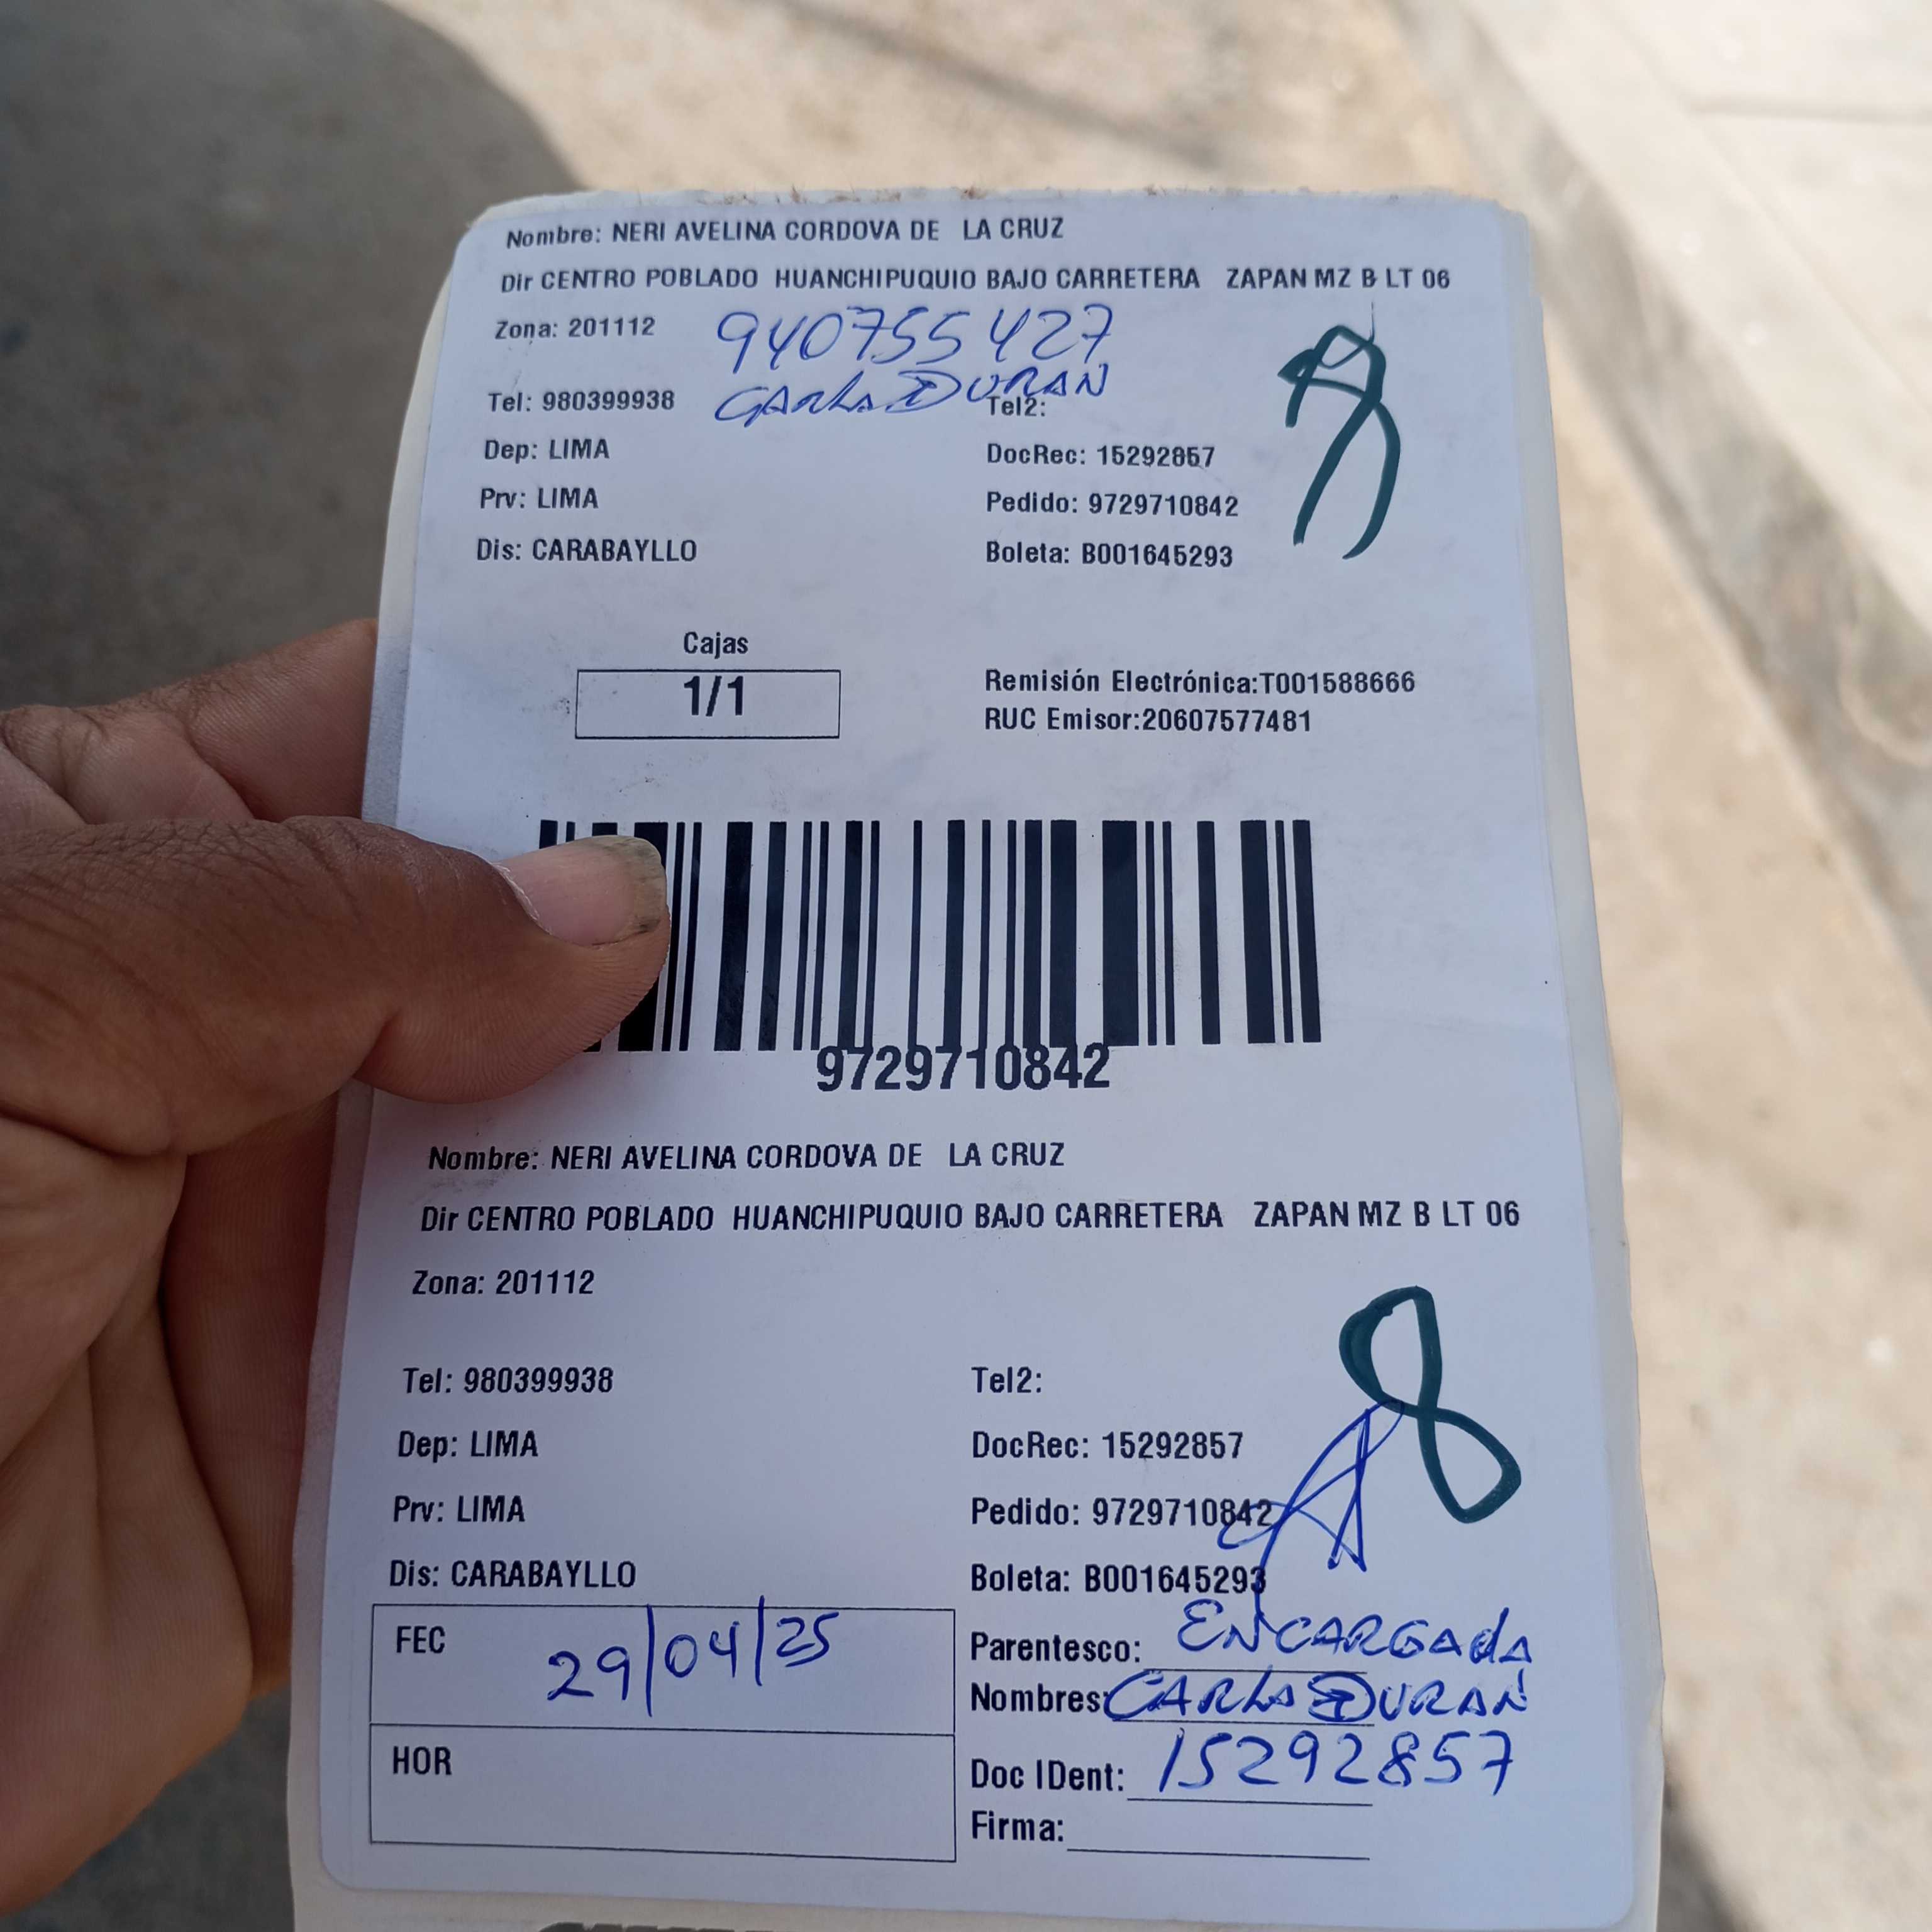 Nombre: NERI AVELINA CORDOVA DE LA CRUZ
Dir CENTRO POBLADO HUANCHIPUQUIO BAJO CARRETERA ZAPAN MZ B LT 06
Zona: 201112 940755427
Tel: 980399938 CARLA DURAN Tel2:
Dep: LIMA DocRec: 15292857
Prv: LIMA Pedido: 9729710842
Dis: CARABAYLLO Boleta: B001645293
Cajas
1/1
Remisión Electrónica:T001588666
RUC Emisor:20607577481
9729710842
Nombre: NERI AVELINA CORDOVA DE LA CRUZ
Dir CENTRO POBLADO HUANCHIPUQUIO BAJO CARRETERA ZAPAN MZ B LT 06
Zona: 201112
8
Tel: 980399938 Tel2:
Dep: LIMA DocRec: 15292857
Prv: LIMA Pedido: 9729710842
Dis: CARABAYLLO Boleta: B001645293
FEC 29/04/25
Parentesco: ENCARGADA
Nombres: CARLA DURAN
HOR
Doc IDent: 15292857
Firma: